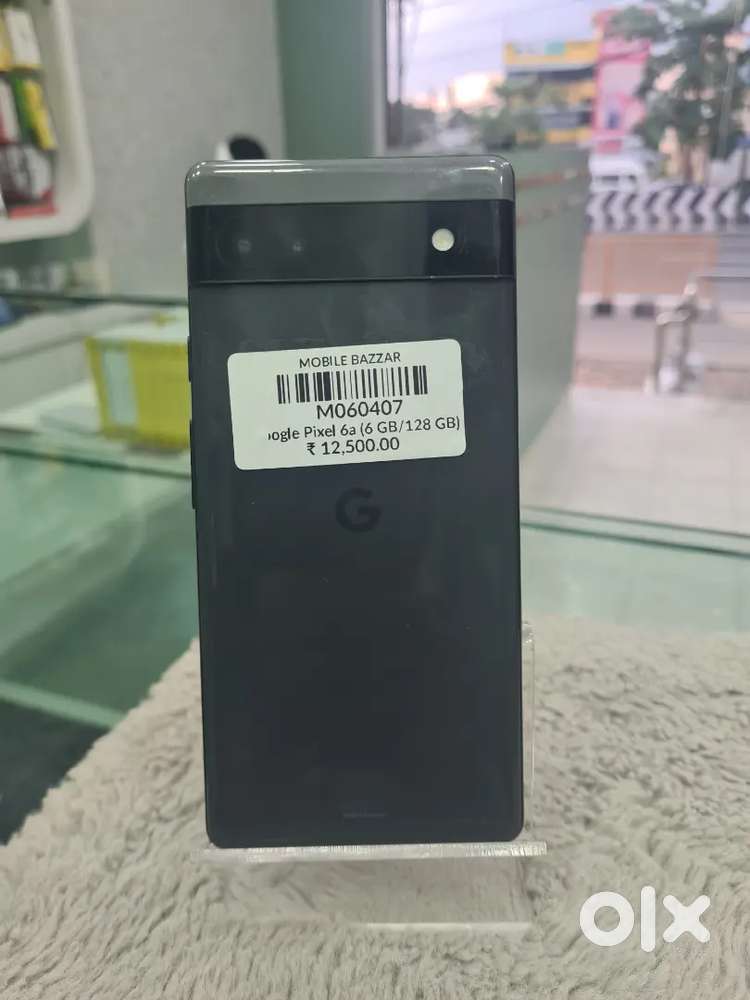 MOBILE BAZZAR
M060407
oogle Pixel 6a (6 GB/128 GB)
₹ 12,500.00
G
olx